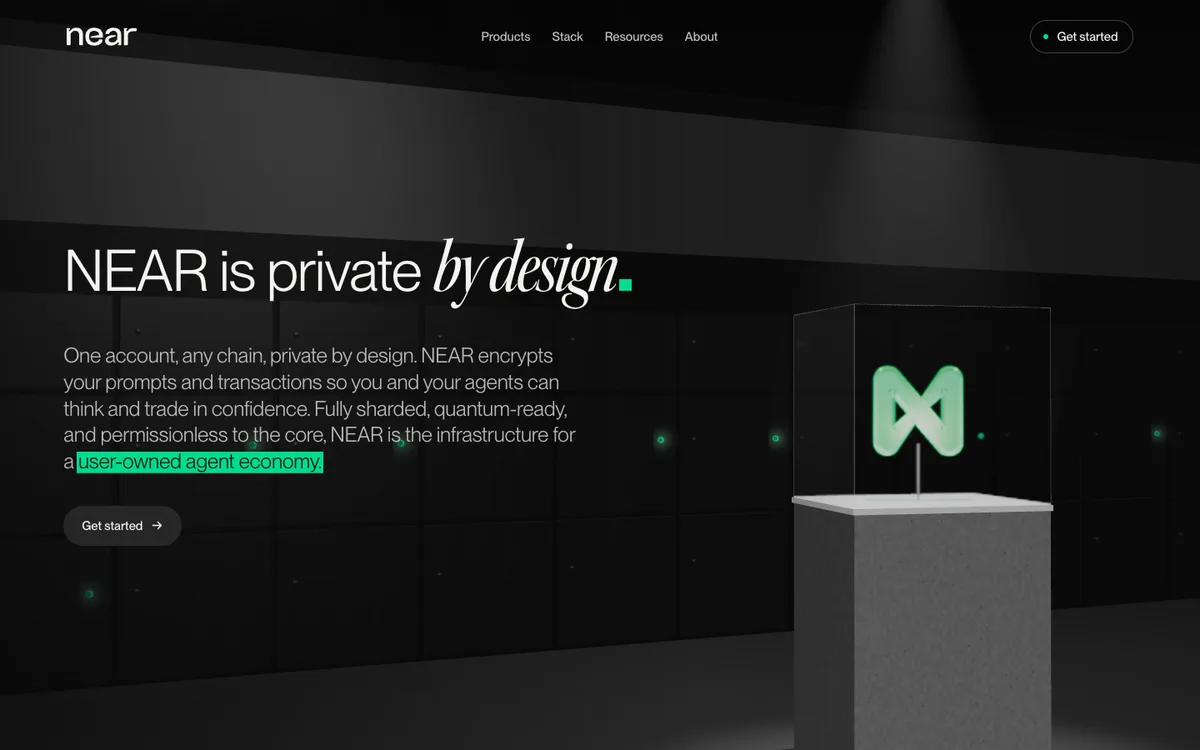 near
Products
Stack
Resources
About
Get started
NEAR is private by design.
One account, any chain, private by design. NEAR encrypts
your prompts and transactions so you and your agents can
think and trade in confidence. Fully sharded, quantum-ready,
and permissionless to the core, NEAR is the infrastructure for
a user-owned agent economy.
Get started →